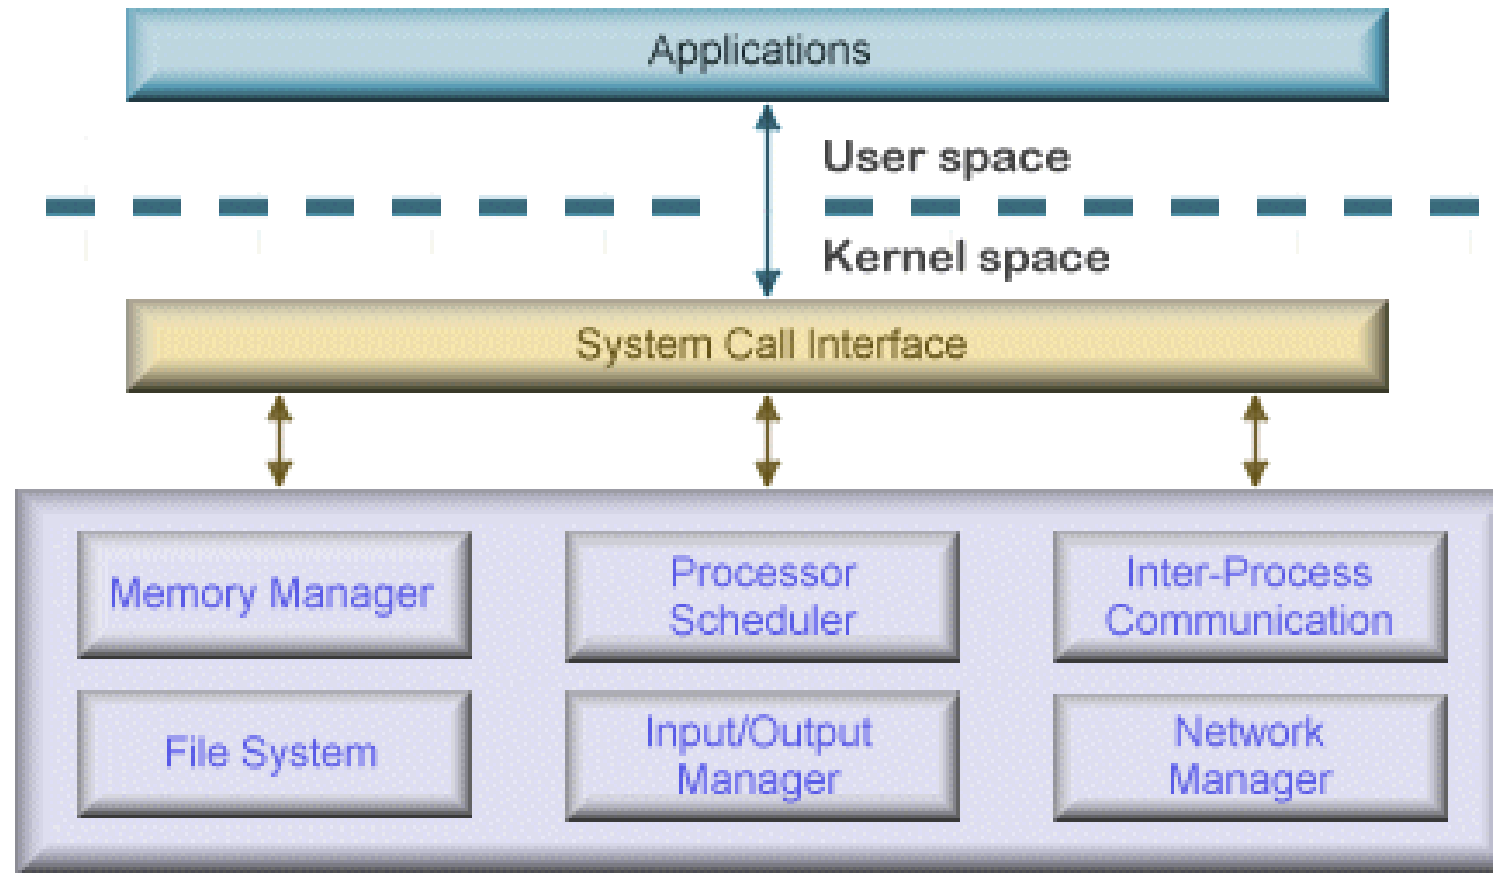 Applications
User space
Kernel space
System Call Interface
Memory Manager
Processor
Scheduler
Inter-Process
Communication
File System
Input/Output
Manager
Network
Manager